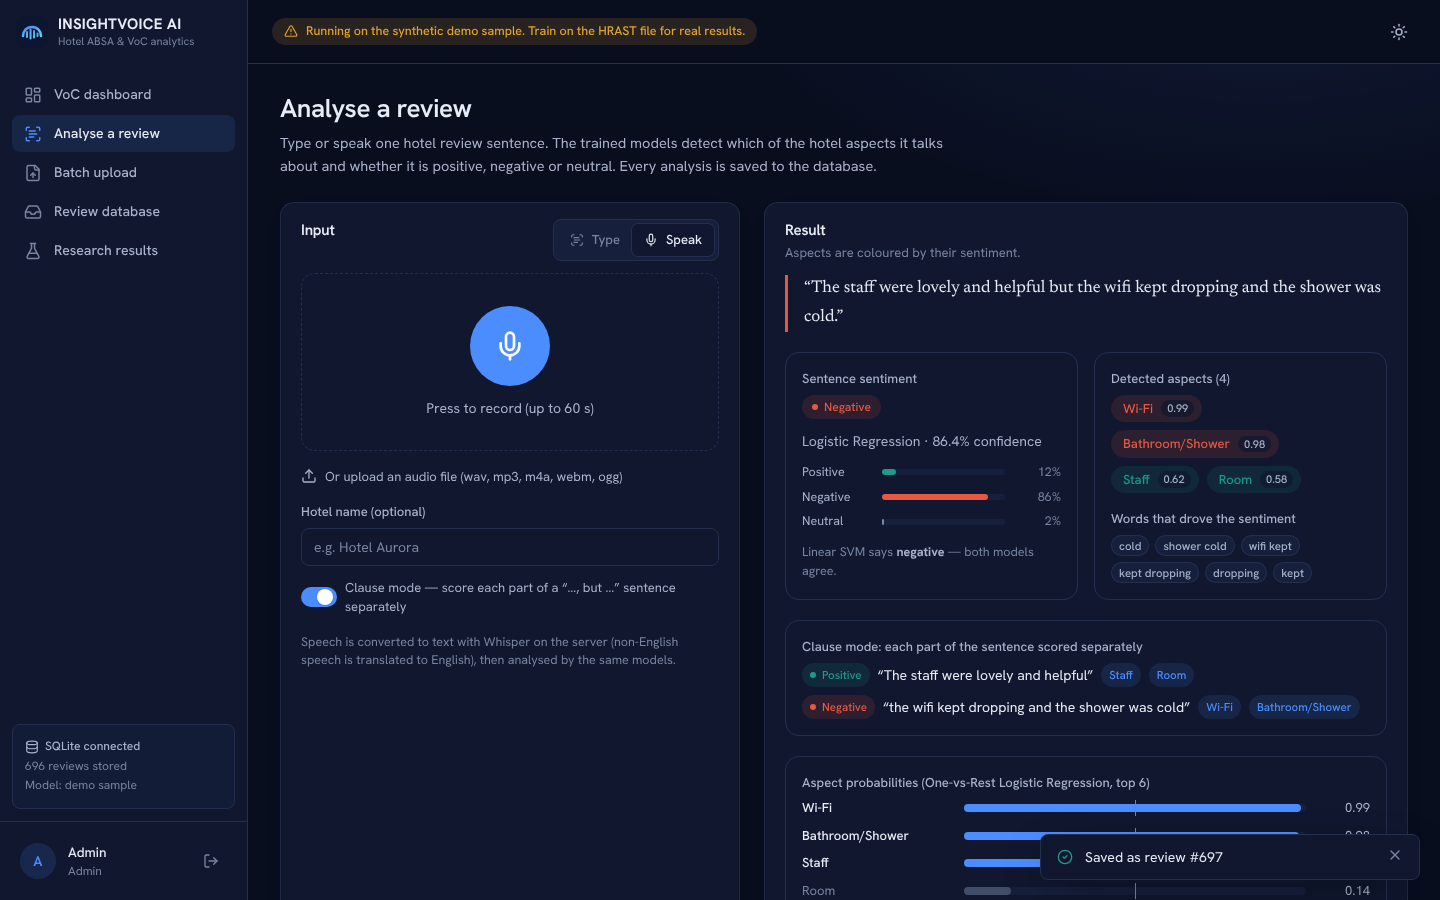 INSIGHTVOICE AI
Hotel ABSA & VoC analytics
VoC dashboard
Analyse a review
Batch upload
Review database
Research results
SQLite connected
696 reviews stored
Model: demo sample
A
Admin
Admin
Running on the synthetic demo sample. Train on the HRAST file for real results.
Analyse a review
Type or speak one hotel review sentence. The trained models detect which of the hotel aspects it talks
about and whether it is positive, negative or neutral. Every analysis is saved to the database.
Input
Type
Speak
Press to record (up to 60 s)
Or upload an audio file (wav, mp3, m4a, webm, ogg)
Hotel name (optional)
e.g. Hotel Aurora
Clause mode — score each part of a “…, but …” sentence
separately
Speech is converted to text with Whisper on the server (non-English
speech is translated to English), then analysed by the same models.
Result
Aspects are coloured by their sentiment.
“The staff were lovely and helpful but the wifi kept dropping and the shower was
cold.”
Sentence sentiment
Negative
Logistic Regression · 86.4% confidence
Positive 12%
Negative 86%
Neutral 2%
Linear SVM says negative — both models
agree.
Detected aspects (4)
Wi-Fi 0.99
Bathroom/Shower 0.98
Staff 0.62 Room 0.58
Words that drove the sentiment
cold shower cold wifi kept
kept dropping dropping kept
Clause mode: each part of the sentence scored separately
Positive “The staff were lovely and helpful” Staff Room
Negative “the wifi kept dropping and the shower was cold” Wi-Fi Bathroom/Shower
Aspect probabilities (One-vs-Rest Logistic Regression, top 6)
Wi-Fi 0.99
Bathroom/Shower
Staff
Room 0.14
Saved as review #697